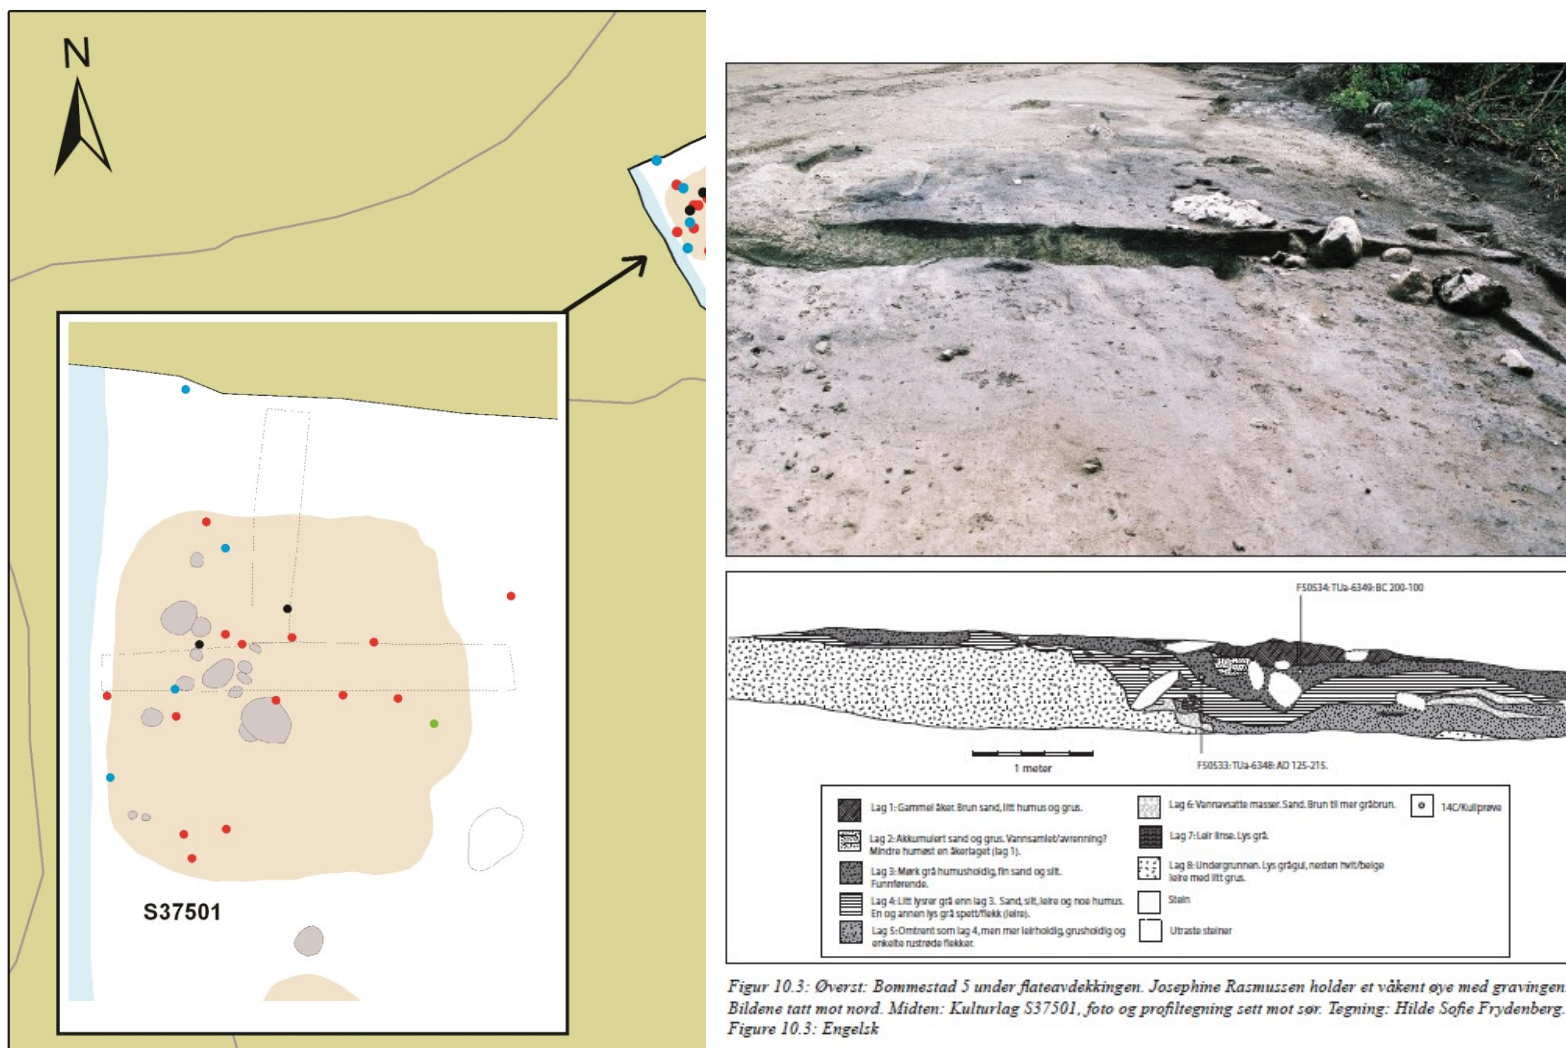 N
S37501
F50534: TUa-6349: BC 200-100
1 meter
F50533: TUa-6348: AD 125-215.
Lag 1: Gammel åker. Brun sand, litt humus og grus.
Lag 2: Akkumulert sand og grus. Vannsamlet/avrenning?
Mindre humøst en åkerlaget (lag 1).
Lag 3: Mørk grå humusholdig, fin sand og silt.
Funnførende.
Lag 4: Litt lysrer grå enn lag 3. Sand, silt, leire og noe humus.
En og annen lys grå spett/flekk (leire).
Lag 5: Omtrent som lag 4, men mer leirholdig, grusholdig og
enkelte rustrøde flekker.
Lag 6: Vannavsatte masser. Sand. Brun til mer gråbrun.
Lag 7: Leir linse. Lys grå.
Lag 8: Undergrunnen. Lys grågul, nesten hvit/beige
leire med litt grus.
Stein
Utraste steiner
14C/Kullprøve
Figur 10.3: Øverst: Bommestad 5 under flateavdekkingen. Josephine Rasmussen holder et våkent øye med gravingen.
Bildene tatt mot nord. Midten: Kulturlag S37501, foto og profiltegning sett mot sør. Tegning: Hilde Sofie Frydenberg.
Figure 10.3: Engelsk